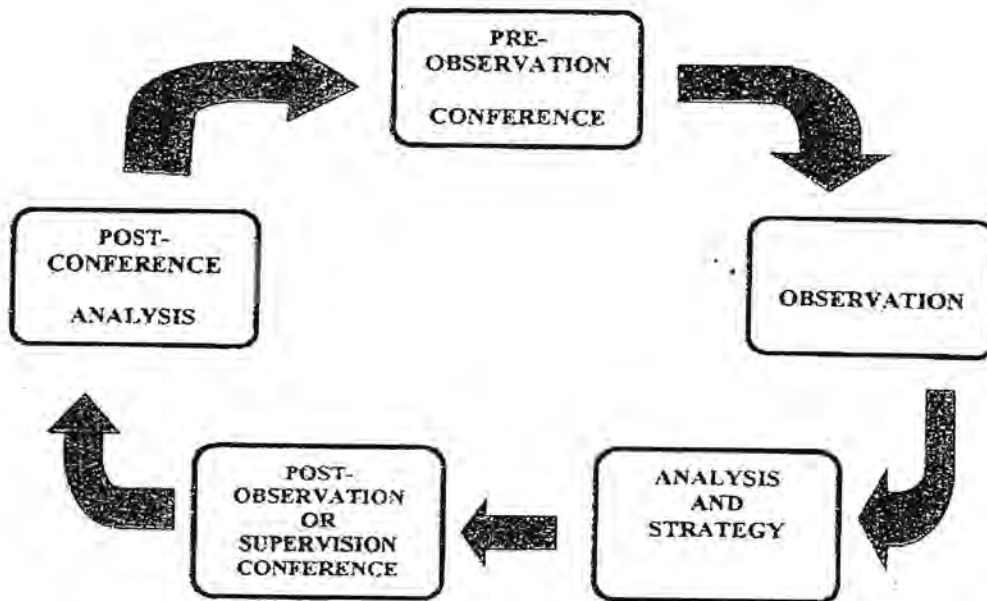 PRE-
OBSERVATION
CONFERENCE
OBSERVATION
ANALYSIS
AND
STRATEGY
POST-
OBSERVATION
OR
SUPERVISION
CONFERENCE
POST-
CONFERENCE
ANALYSIS